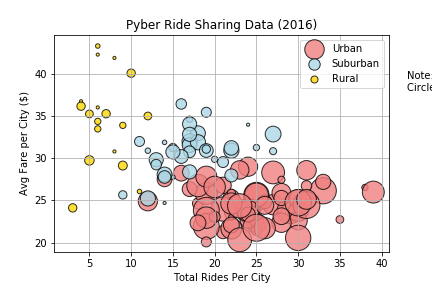 Pyber Ride Sharing Data (2016)
Urban
Suburban
Rural
Note:
Circle
Avg Fare per City ($)
40
35
30
25
20
5 10 15 20 25 30 35 40
Total Rides Per City